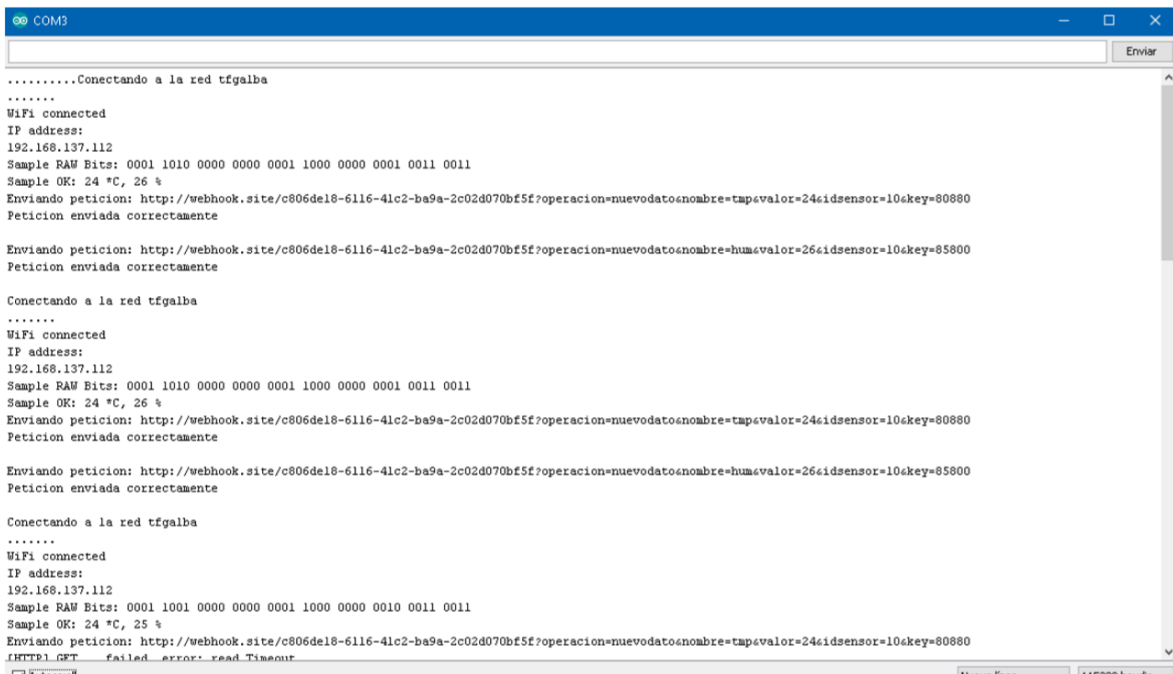 COM3
Enviar
..........Conectando a la red tfgalba
.......
WiFi connected
IP address:
192.168.137.112
Sample RAW Bits: 0001 1010 0000 0000 0001 1000 0000 0001 0011 0011
Sample OK: 24 *C, 26 %
Enviando peticion: http://webhook.site/c806de18-6116-41c2-ba9a-2c02d070bf5f?operacion=nuevodato&nombre=tmp&valor=24&idsensor=10&key=80880
Peticion enviada correctamente
Enviando peticion: http://webhook.site/c806de18-6116-41c2-ba9a-2c02d070bf5f?operacion=nuevodato&nombre=hum&valor=26&idsensor=10&key=85800
Peticion enviada correctamente
Conectando a la red tfgalba
.......
WiFi connected
IP address:
192.168.137.112
Sample RAW Bits: 0001 1010 0000 0000 0001 1000 0000 0001 0011 0011
Sample OK: 24 *C, 26 %
Enviando peticion: http://webhook.site/c806de18-6116-41c2-ba9a-2c02d070bf5f?operacion=nuevodato&nombre=tmp&valor=24&idsensor=10&key=80880
Peticion enviada correctamente
Enviando peticion: http://webhook.site/c806de18-6116-41c2-ba9a-2c02d070bf5f?operacion=nuevodato&nombre=hum&valor=26&idsensor=10&key=85800
Peticion enviada correctamente
Conectando a la red tfgalba
.......
WiFi connected
IP address:
192.168.137.112
Sample RAW Bits: 0001 1001 0000 0000 0001 1000 0000 0010 0011 0011
Sample OK: 24 *C, 25 %
Enviando peticion: http://webhook.site/c806de18-6116-41c2-ba9a-2c02d070bf5f?operacion=nuevodato&nombre=tmp&valor=24&idsensor=10&key=80880
[HTTP] GET... failed, error: read Timeout